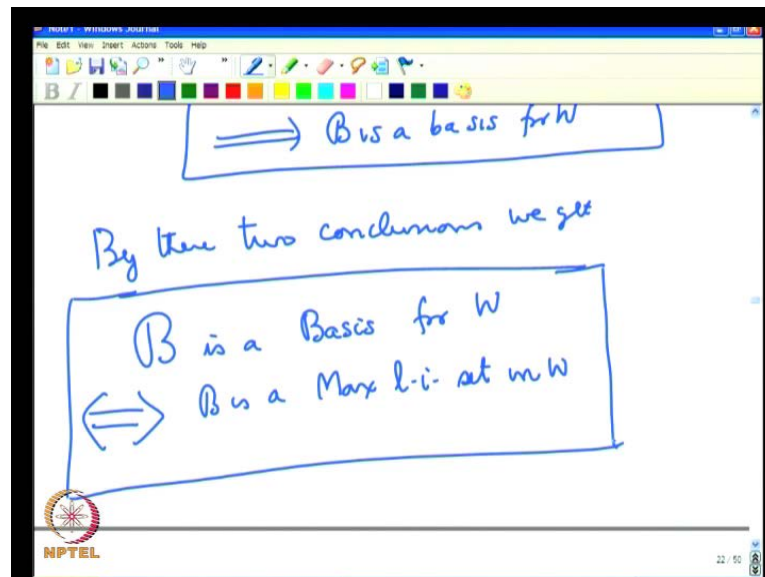 Note1 - Windows Journal
File Edit View Insert Actions Tools Help
B I
⟹ B is a basis for W
By these two conclusions we get
B is a Basis for W
⟺ B is a Max l.i. set in W
NPTEL
22 / 50